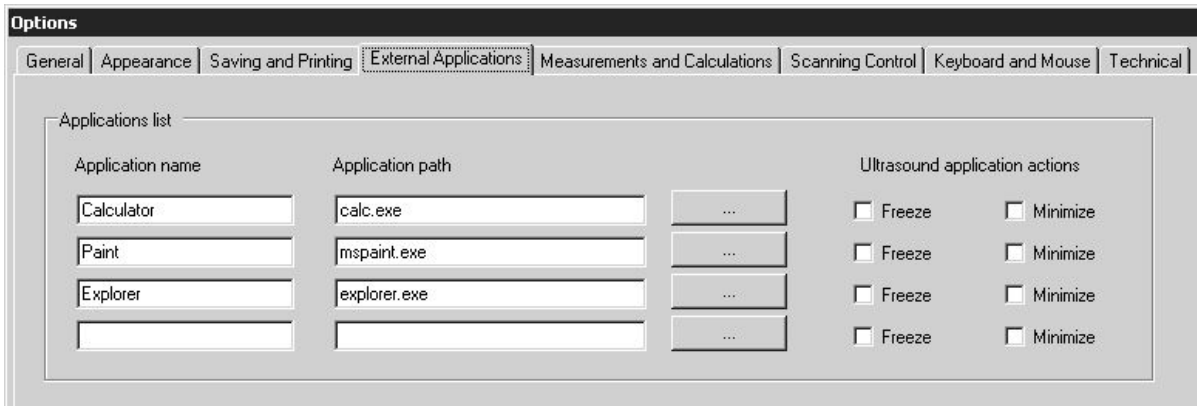 Options
General Appearance Saving and Printing External Applications Measurements and Calculations Scanning Control Keyboard and Mouse Technical
Applications list
Application name Application path Ultrasound application actions
Calculator calc.exe ... Freeze Minimize
Paint mspaint.exe ... Freeze Minimize
Explorer explorer.exe ... Freeze Minimize
... Freeze Minimize